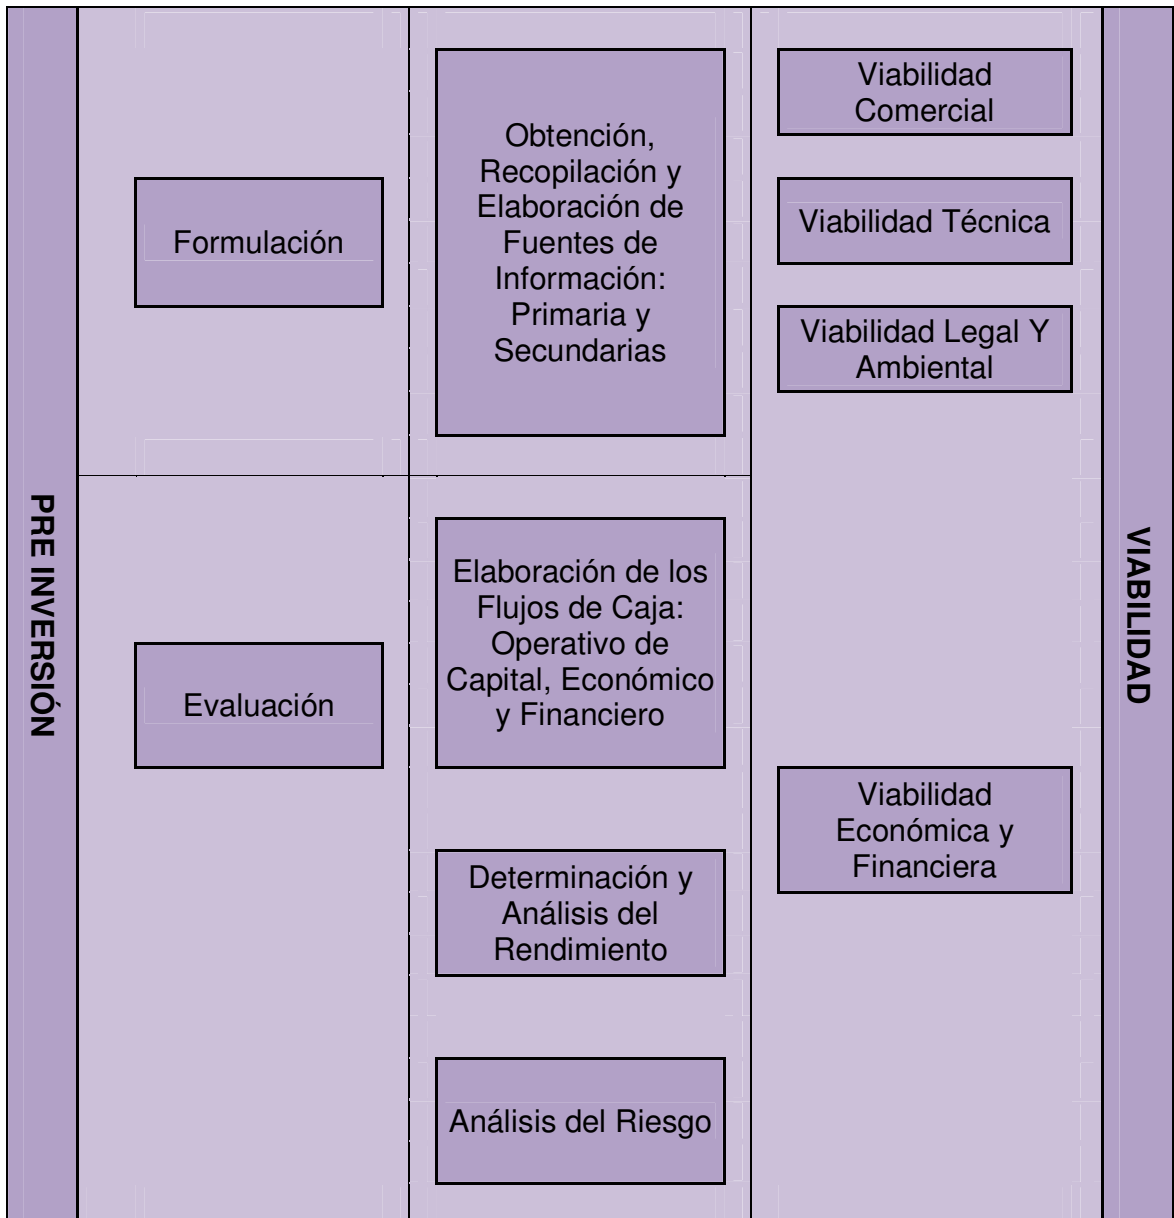 PRE INVERSIÓN
Formulación
Obtención,
Recopilación y
Elaboración de
Fuentes de
Información:
Primaria y
Secundarias
Viabilidad
Comercial
Viabilidad Técnica
Viabilidad Legal Y
Ambiental
Evaluación
Elaboración de los
Flujos de Caja:
Operativo de
Capital, Económico
y Financiero
Determinación y
Análisis del
Rendimiento
Análisis del Riesgo
Viabilidad
Económica y
Financiera
VIABILIDAD